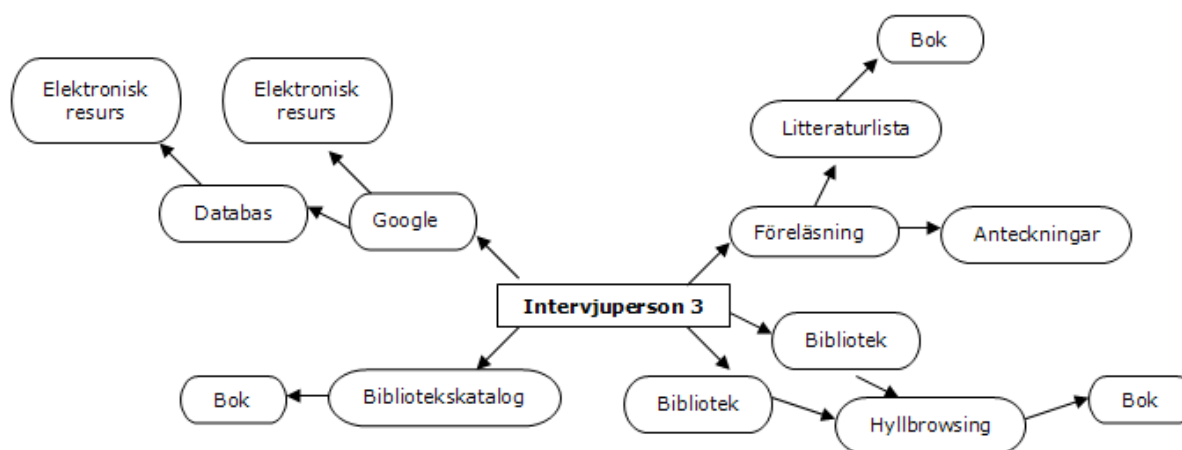 Bok
Elektronisk
resurs
Elektronisk
resurs
Litteraturlista
Databas
Google
Föreläsning
Anteckningar
Intervjuperson 3
Bibliotek
Bok
Bibliotekskatalog
Bibliotek
Hyllbrowsing
Bok